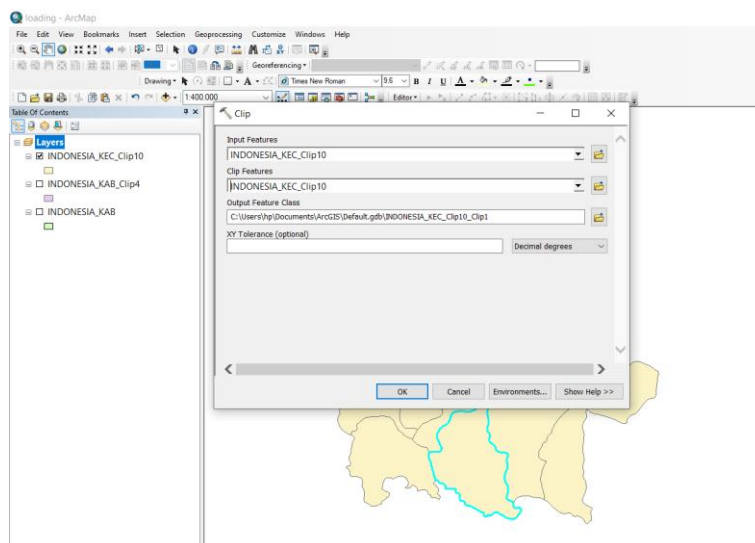 loading - ArcMap
File Edit View Bookmarks Insert Selection Geoprocessing Customize Windows Help
Georeferencing
Drawing A Times New Roman 9.6 B I U A
1:400.000 Editor
Table Of Contents
Layers
INDONESIA_KEC_Clip10
INDONESIA_KAB_Clip4
INDONESIA_KAB
Clip
Input Features
INDONESIA_KEC_Clip10
Clip Features
INDONESIA_KEC_Clip10
Output Feature Class
C:\Users\hp\Documents\ArcGIS\Default.gdb\INDONESIA_KEC_Clip10_Clip1
XY Tolerance (optional)
Decimal degrees
OK Cancel Environments... Show Help >>